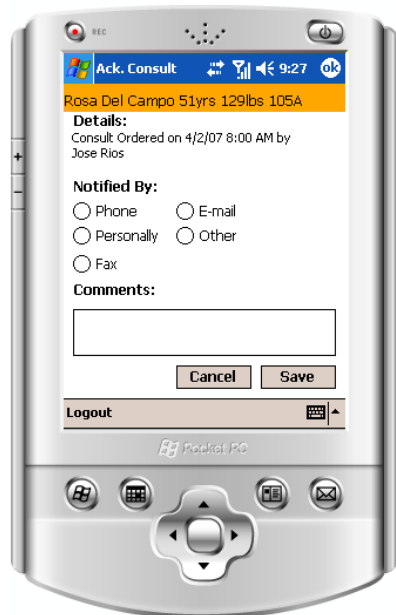 REC
Ack. Consult 9:27 ok
Rosa Del Campo 51yrs 129lbs 105A
Details:
Consult Ordered on 4/2/07 8:00 AM by
Jose Rios
Notified By:
Phone E-mail
Personally Other
Fax
Comments:
Cancel Save
Logout
Pocket PC